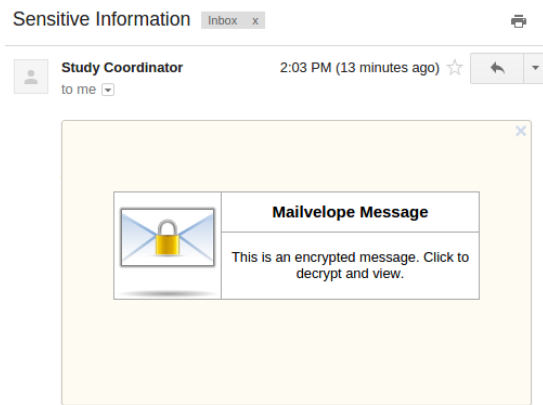 Sensitive Information Inbox x
Study Coordinator 2:03 PM (13 minutes ago)
to me
Mailvelope Message
This is an encrypted message. Click to
decrypt and view.